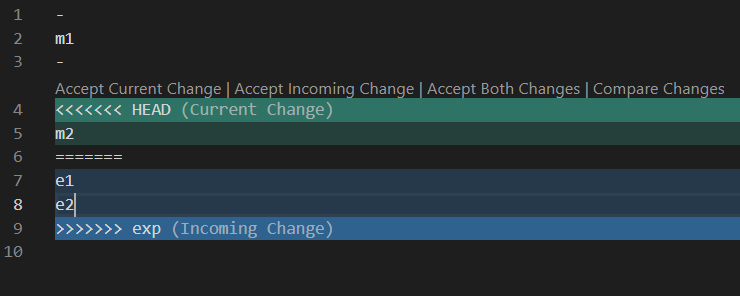 1 -
2 m1
3 -
Accept Current Change | Accept Incoming Change | Accept Both Changes | Compare Changes
4 <<<<<<< HEAD (Current Change)
5 m2
6 =======
7 e1
8 e2
9 >>>>>>> exp (Incoming Change)
10